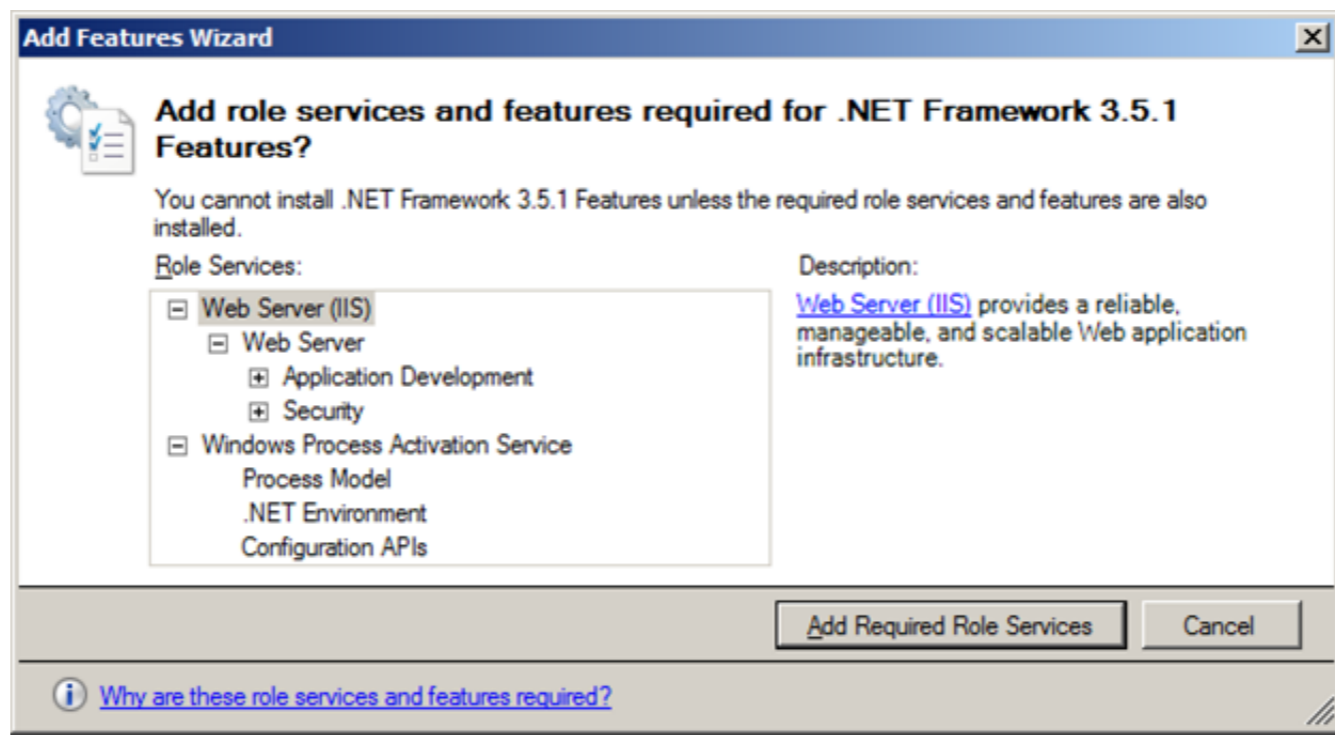 Add Features Wizard
Add role services and features required for .NET Framework 3.5.1
Features?
You cannot install .NET Framework 3.5.1 Features unless the required role services and features are also
installed.
Role Services:
Description:
Web Server (IIS)
Web Server
Application Development
Security
Windows Process Activation Service
Process Model
.NET Environment
Configuration APIs
Web Server (IIS) provides a reliable,
manageable, and scalable Web application
infrastructure.
Add Required Role Services
Cancel
Why are these role services and features required?